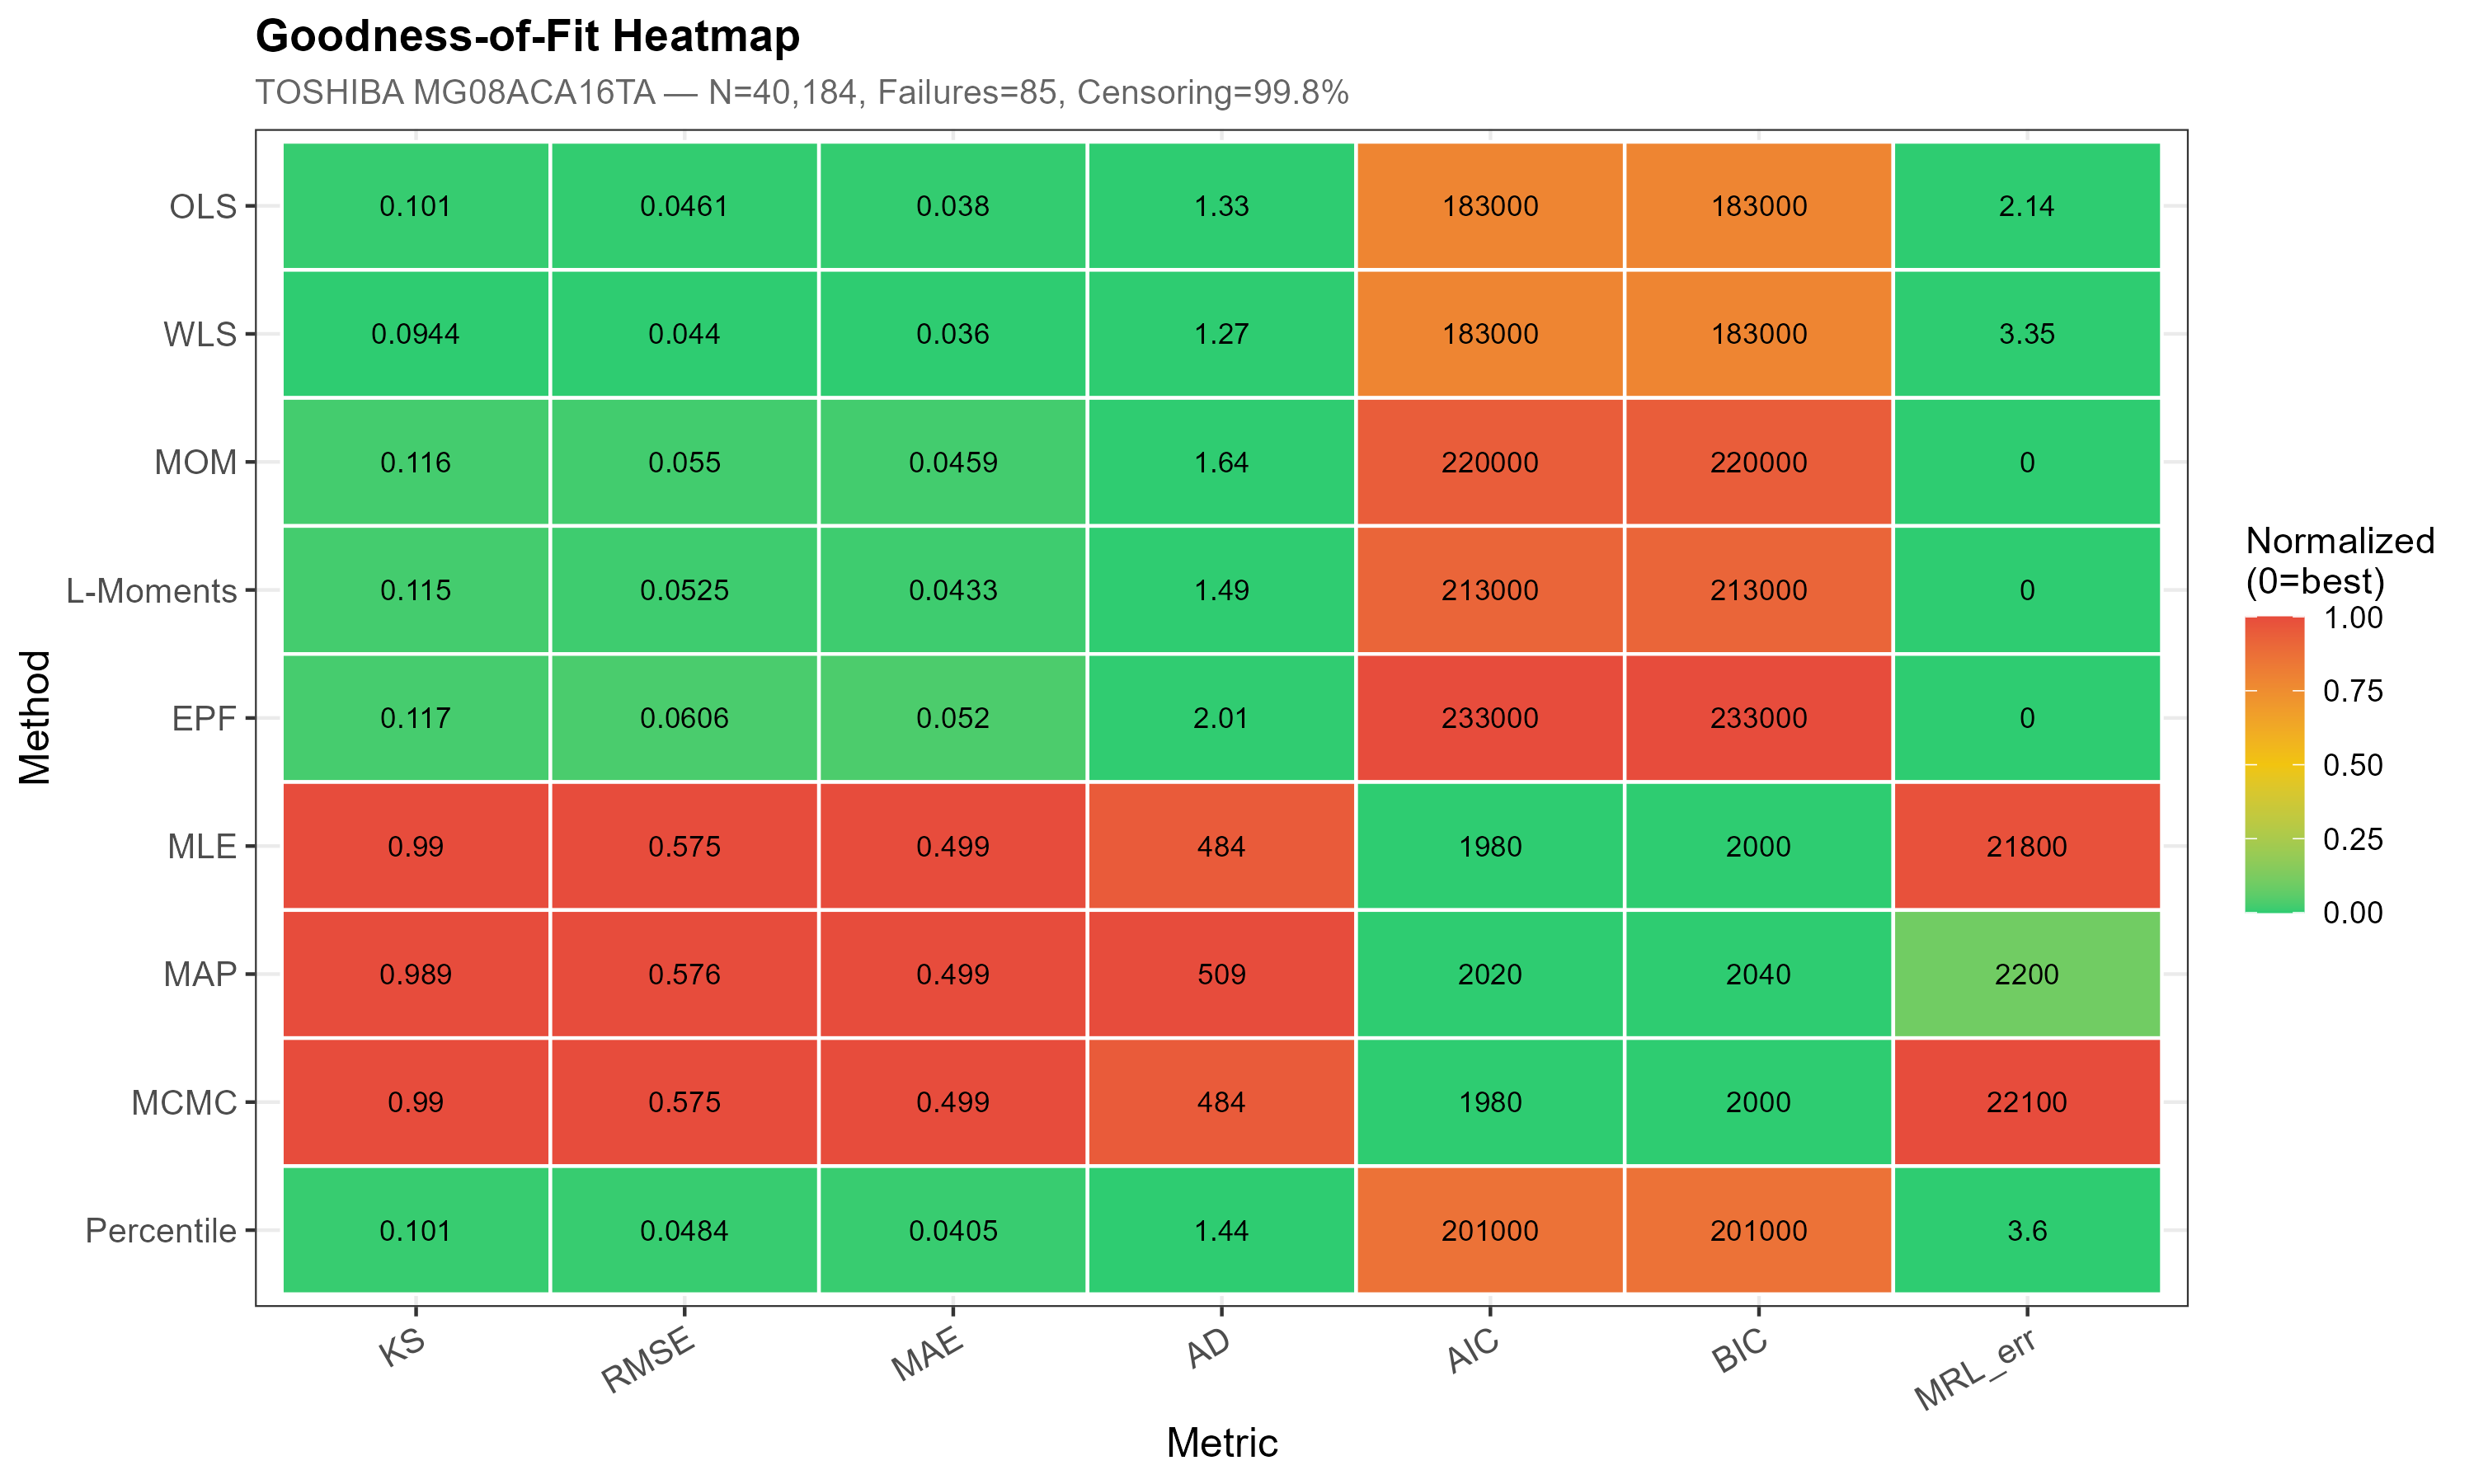 Goodness-of-Fit Heatmap
TOSHIBA MG08ACA16TA — N=40,184, Failures=85, Censoring=99.8%
Method
OLS 0.101 0.0461 0.038 1.33 183000 183000 2.14
WLS 0.0944 0.044 0.036 1.27 183000 183000 3.35
MOM 0.116 0.055 0.0459 1.64 220000 220000 0
L-Moments 0.115 0.0525 0.0433 1.49 213000 213000 0
EPF 0.117 0.0606 0.052 2.01 233000 233000 0
MLE 0.99 0.575 0.499 484 1980 2000 21800
MAP 0.989 0.576 0.499 509 2020 2040 2200
MCMC 0.99 0.575 0.499 484 1980 2000 22100
Percentile 0.101 0.0484 0.0405 1.44 201000 201000 3.6
KS RMSE MAE AD AIC BIC MRL_err
Metric
Normalized
(0=best)
1.00
0.75
0.50
0.25
0.00